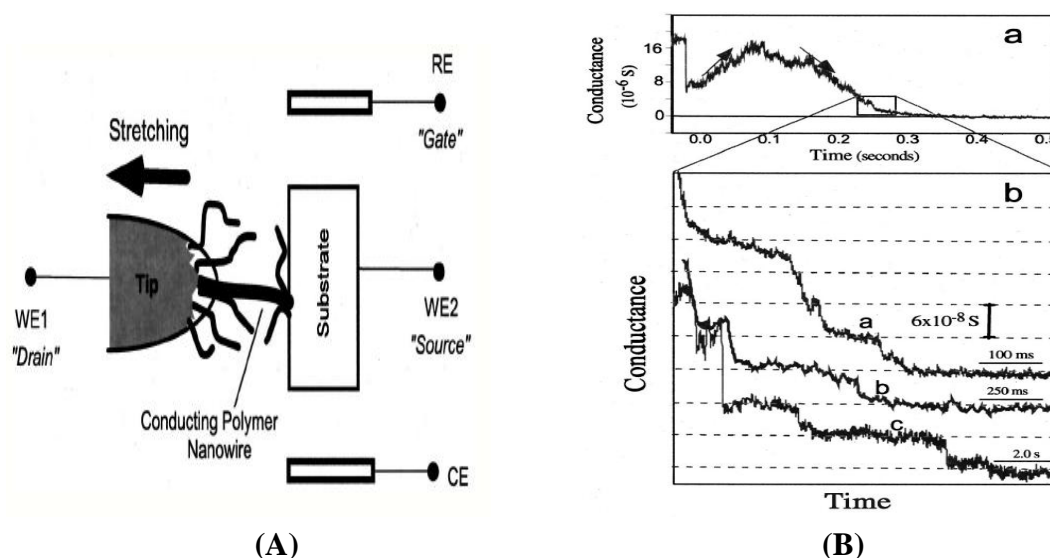 RE
"Gate"
Stretching
Tip
Substrate
WE1
"Drain"
WE2
"Source"
Conducting Polymer
Nanowire
CE
(A)
a
Conductance
(10-6 S)
16
8
0
0.0 0.1 0.2 0.3 0.4 0.5
Time (seconds)
b
Conductance
6x10-8 S
a
100 ms
b
250 ms
c
2.0 s
Time
(B)